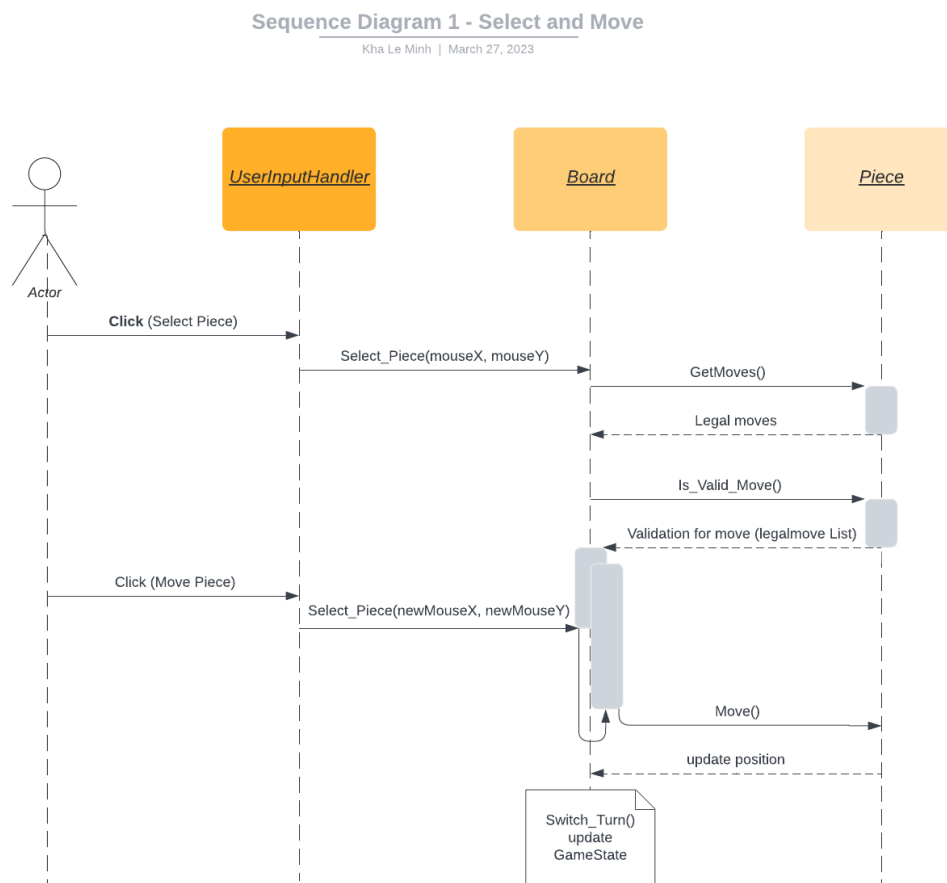 Sequence Diagram 1 - Select and Move
Kha Le Minh | March 27, 2023
UserInputHandler
Board
Piece
Actor
Click (Select Piece)
Select_Piece(mouseX, mouseY)
GetMoves()
Legal moves
Is_Valid_Move()
Validation for move (legalmove List)
Click (Move Piece)
Select_Piece(newMouseX, newMouseY)
Move()
update position
Switch_Turn()
update
GameState